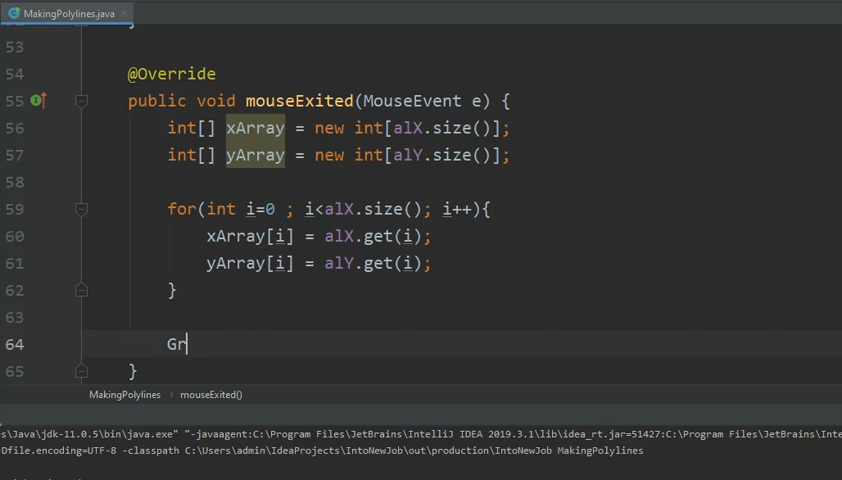 MakingPolylines.java
53
54 @Override
55 public void mouseExited(MouseEvent e) {
56 int[] xArray = new int[alX.size()];
57 int[] yArray = new int[alY.size()];
58
59 for(int i=0 ; i<alX.size(); i++){
60 xArray[i] = alX.get(i);
61 yArray[i] = alY.get(i);
62 }
63
64 Gr
65 }
MakingPolylines › mouseExited()
s\Java\jdk-11.0.5\bin\java.exe" "-javaagent:C:\Program Files\JetBrains\IntelliJ IDEA 2019.3.1\lib\idea_rt.jar=51427:C:\Program Files\JetBrains\Inte
Dfile.encoding=UTF-8 -classpath C:\Users\admin\IdeaProjects\IntoNewJob\out\production\IntoNewJob MakingPolylines